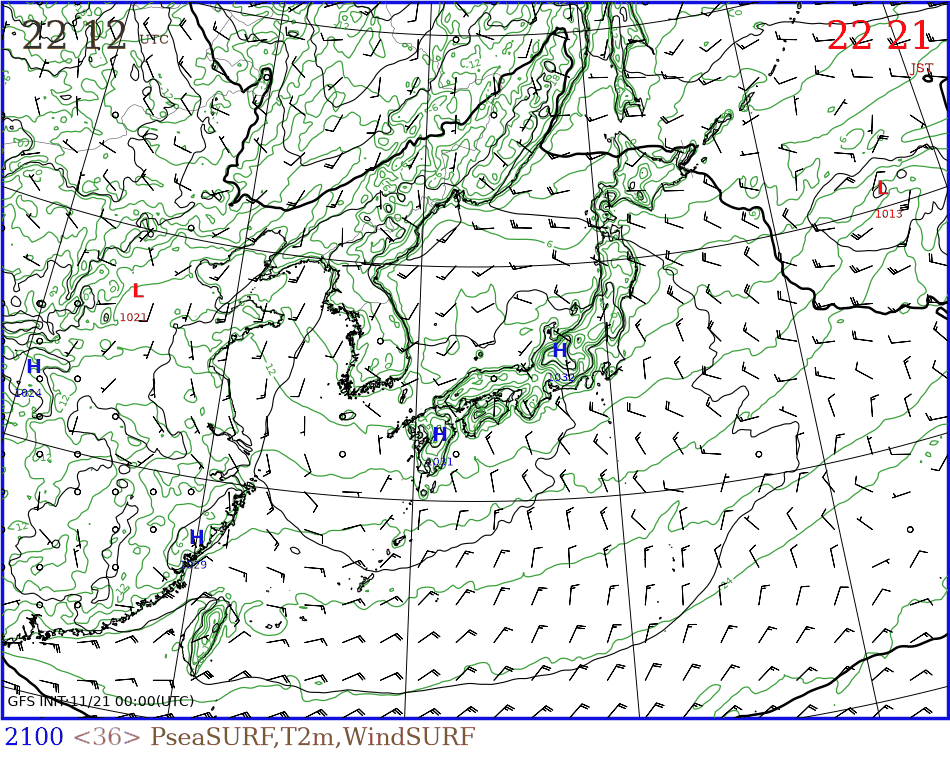 22 12 UTC
22 21
JST
L
1013
L
1021
H
1024
H
1032
H
1031
H
1029
GFS INIT:11/21 00:00(UTC)
2100 <36> PseaSURF,T2m,WindSURF